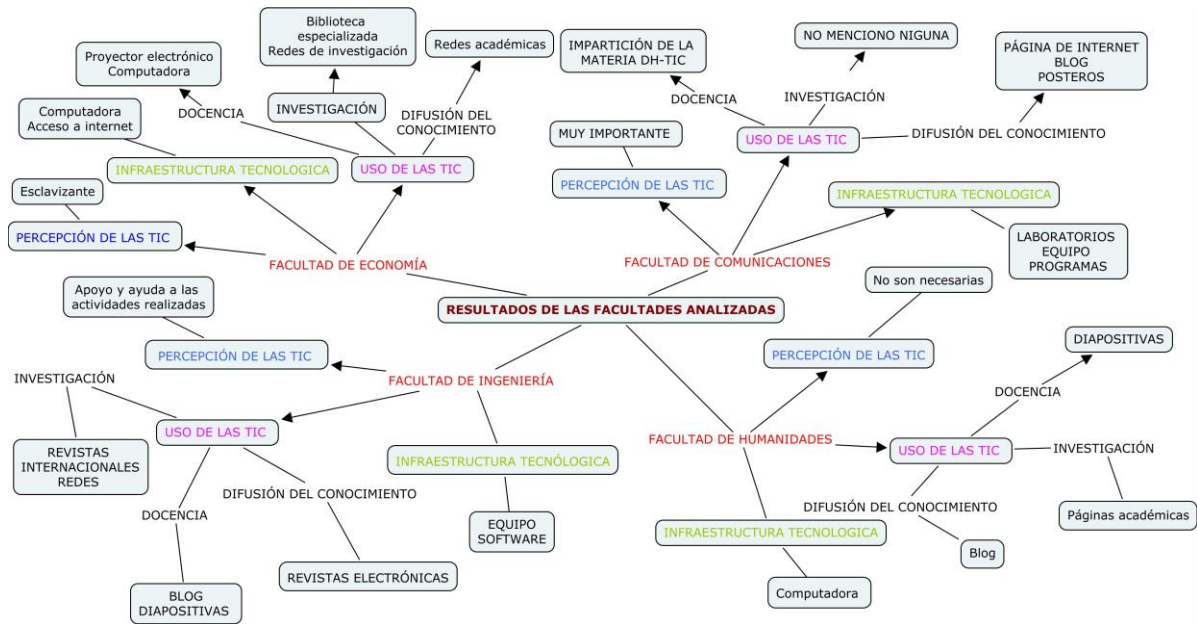 Biblioteca
especializada
Redes de investigación
Redes académicas
Proyector electrónico
Computadora
DOCENCIA
INVESTIGACIÓN
DIFUSIÓN DEL
CONOCIMIENTO
Computadora
Acceso a internet
INFRAESTRUCTURA TECNOLOGICA
USO DE LAS TIC
Esclavizante
PERCEPCIÓN DE LAS TIC
FACULTAD DE ECONOMÍA
IMPARTICIÓN DE LA
MATERIA DH-TIC
NO MENCIONO NIGUNA
PÁGINA DE INTERNET
BLOG
POSTEROS
DOCENCIA
INVESTIGACIÓN
DIFUSIÓN DEL CONOCIMIENTO
MUY IMPORTANTE
USO DE LAS TIC
PERCEPCIÓN DE LAS TIC
INFRAESTRUCTURA TECNOLOGICA
LABORATORIOS
EQUIPO
PROGRAMAS
FACULTAD DE COMUNICACIONES
RESULTADOS DE LAS FACULTADES ANALIZADAS
Apoyo y ayuda a las
actividades realizadas
PERCEPCIÓN DE LAS TIC
FACULTAD DE INGENIERÍA
INVESTIGACIÓN
USO DE LAS TIC
REVISTAS
INTERNACIONALES
REDES
INFRAESTRUCTURA TECNÓLOGICA
DIFUSIÓN DEL CONOCIMIENTO
DOCENCIA
EQUIPO
SOFTWARE
REVISTAS ELECTRÓNICAS
BLOG
DIAPOSITIVAS
No son necesarias
PERCEPCIÓN DE LAS TIC
DIAPOSITIVAS
DOCENCIA
FACULTAD DE HUMANIDADES
USO DE LAS TIC
INVESTIGACIÓN
DIFUSIÓN DEL CONOCIMIENTO
Páginas académicas
INFRAESTRUCTURA TECNOLOGICA
Blog
Computadora